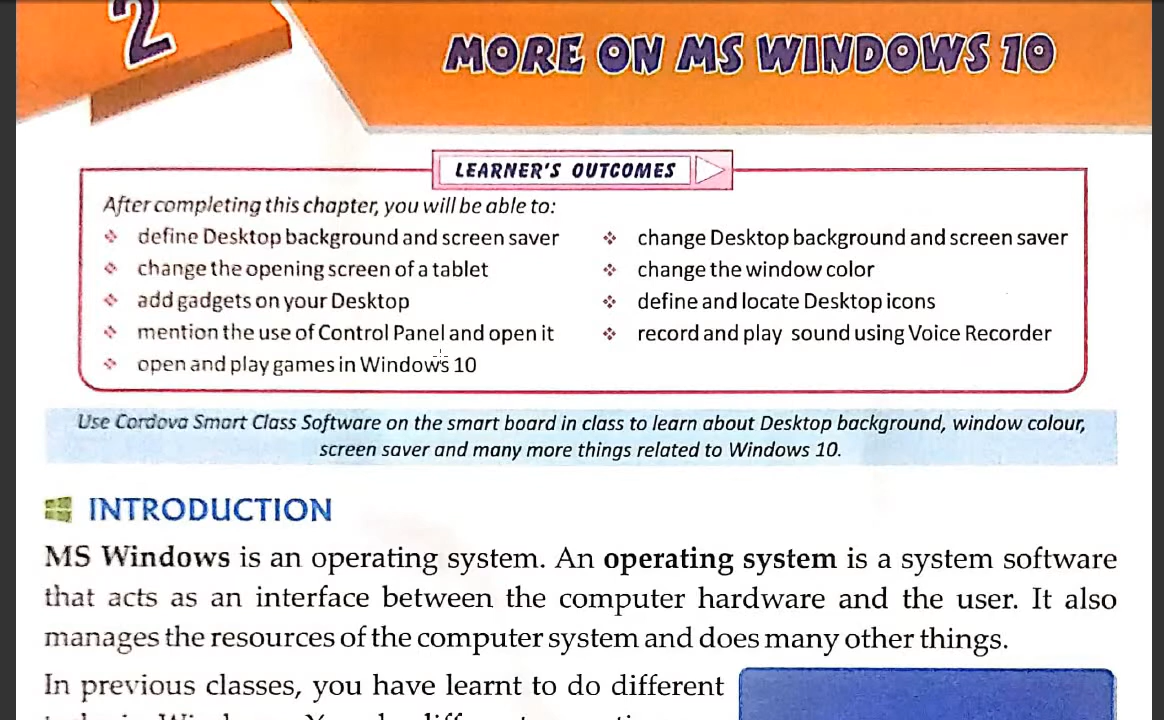 2
MORE ON MS WINDOWS 10
LEARNER'S OUTCOMES
After completing this chapter, you will be able to:
define Desktop background and screen saver
change the opening screen of a tablet
add gadgets on your Desktop
mention the use of Control Panel and open it
open and play games in Windows 10
change Desktop background and screen saver
change the window color
define and locate Desktop icons
record and play sound using Voice Recorder
Use Cordova Smart Class Software on the smart board in class to learn about Desktop background, window colour,
screen saver and many more things related to Windows 10.
INTRODUCTION
MS Windows is an operating system. An operating system is a system software
that acts as an interface between the computer hardware and the user. It also
manages the resources of the computer system and does many other things.
In previous classes, you have learnt to do different